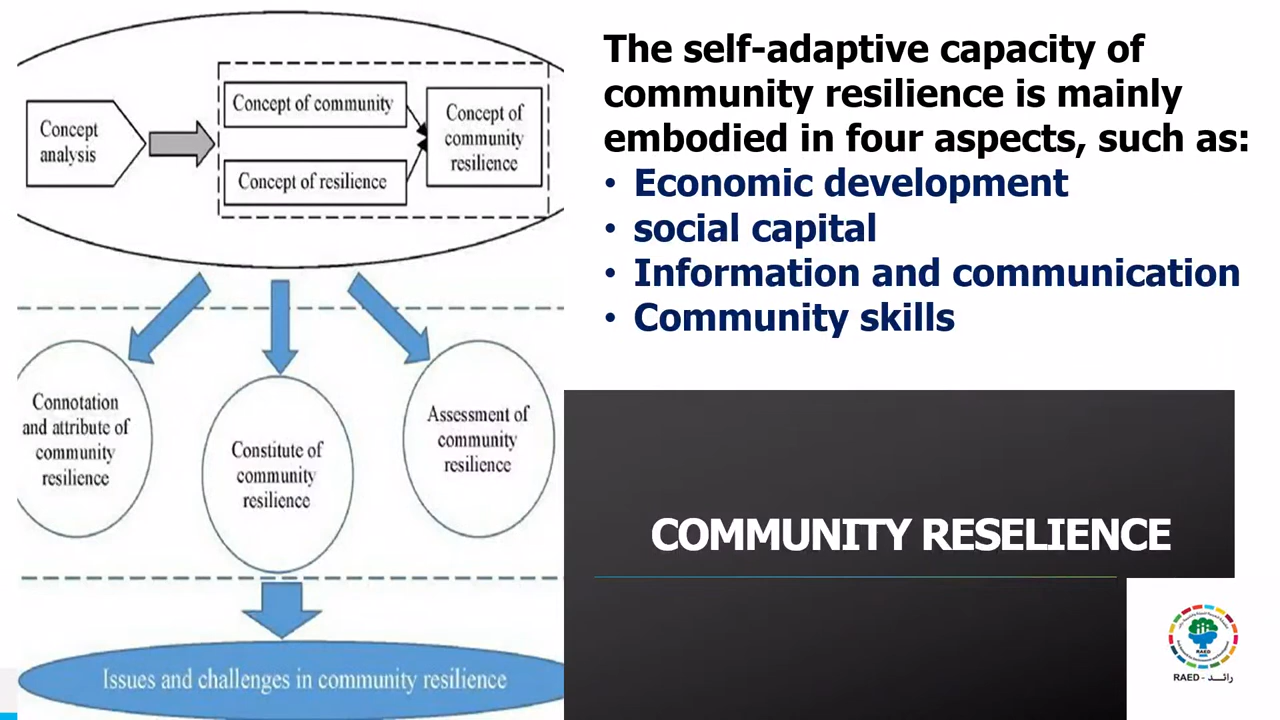 Concept
analysis
Concept of community
Concept of resilience
Concept of
community
resilience
Connotation
and attribute of
community
resilience
Constitute of
community
resilience
Assessment of
community
resilience
Issues and challenges in community resilience
The self-adaptive capacity of
community resilience is mainly
embodied in four aspects, such as:
• Economic development
• social capital
• Information and communication
• Community skills
COMMUNITY RESELIENCE
RAED
RAED - رائــد